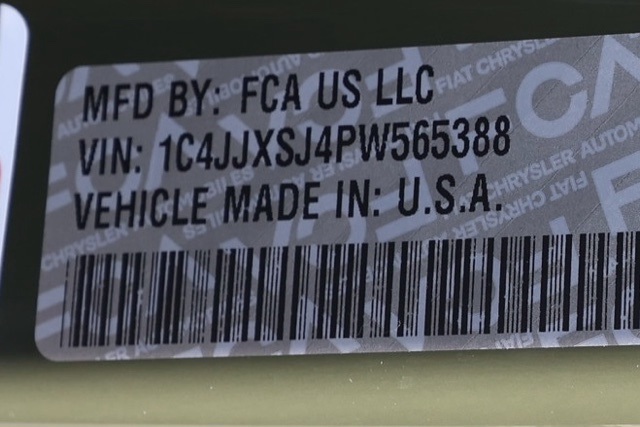 MFD BY: FCA US LLC
VIN: 1C4JJXSJ4PW565388
VEHICLE MADE IN: U.S.A.